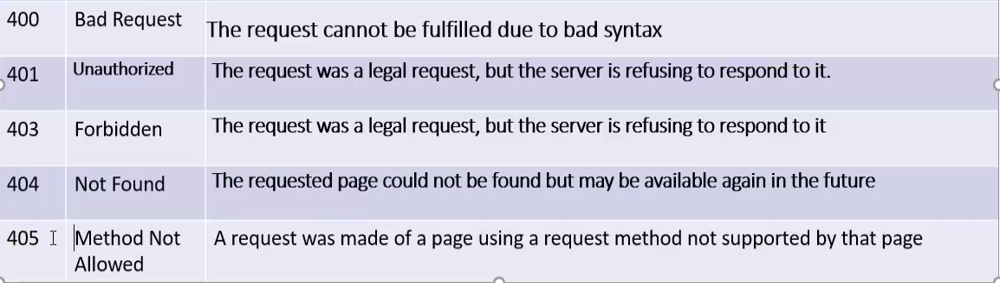 400 Bad Request The request cannot be fulfilled due to bad syntax
401 Unauthorized The request was a legal request, but the server is refusing to respond to it.
403 Forbidden The request was a legal request, but the server is refusing to respond to it
404 Not Found The requested page could not be found but may be available again in the future
405 Method Not A request was made of a page using a request method not supported by that page
Allowed